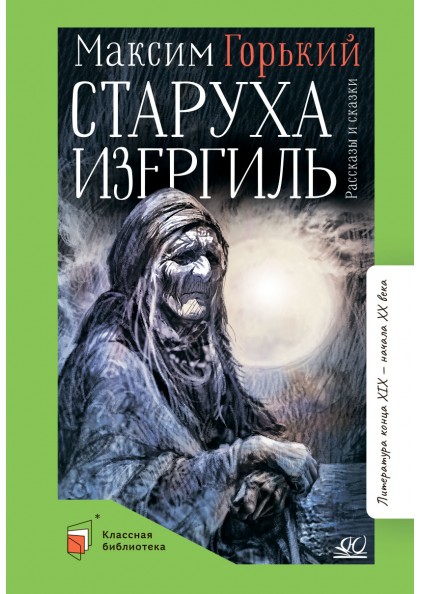 Максим Горький
СТАРУХА
ИЗЕРГИЛЬ
Рассказы и сказки
Литература конца XIX – начала XX века
*
Классная
библиотека